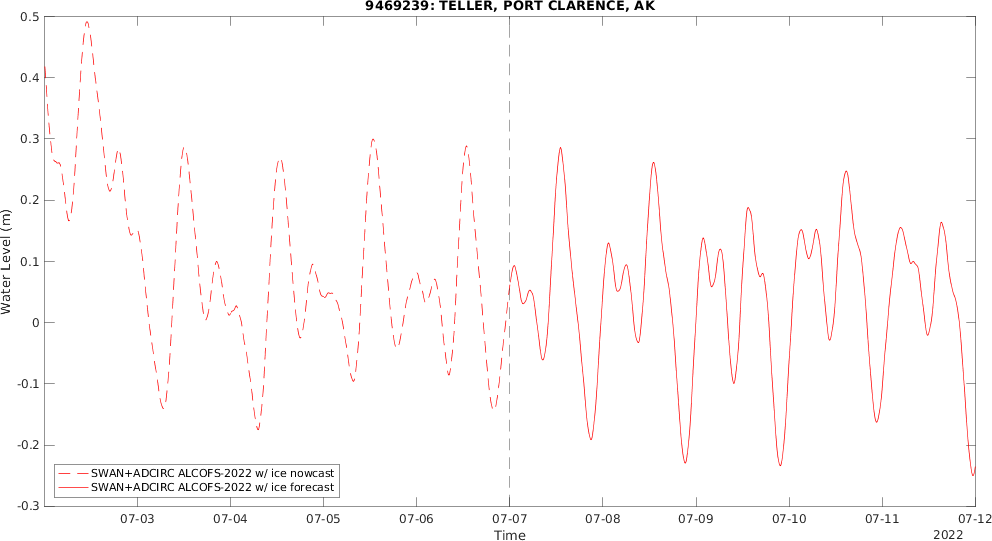 9469239: TELLER, PORT CLARENCE, AK
Water Level (m)
0.5
0.4
0.3
0.2
0.1
0
-0.1
-0.2
-0.3
SWAN+ADCIRC ALCOFS-2022 w/ ice nowcast
SWAN+ADCIRC ALCOFS-2022 w/ ice forecast
07-03 07-04 07-05 07-06 07-07 07-08 07-09 07-10 07-11 07-12
Time
2022